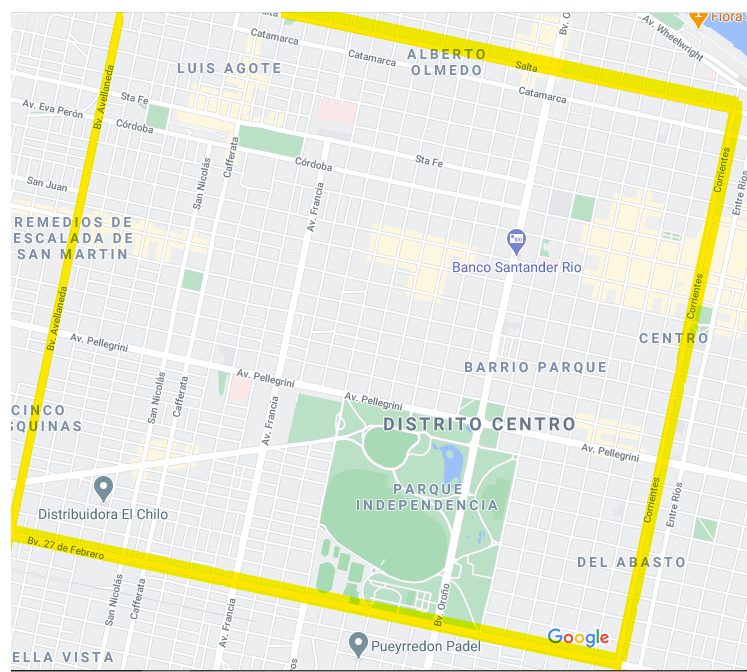 Flora
Salta
Av. Wheelwright
Bv. O
Catamarca
Catamarca
ALBERTO
OLMEDO
LUIS AGOTE
Salta
Catamarca
Bv. Avellaneda
Sta Fe
Av. Eva Perón
Córdoba
Cafferata
Sta Fe
Córdoba
San Nicolás
Corrientes
Entre Ríos
San Juan
Av. Francia
REMEDIOS DE
ESCALADA DE
SAN MARTIN
Banco Santander Rio
Bv. Avellaneda
Corrientes
CENTRO
Av. Pellegrini
BARRIO PARQUE
Av. Pellegrini
San Nicolás
Cafferata
Av. Pellegrini
CINCO
SQUINAS
Av. Francia
DISTRITO CENTRO
Av. Pellegrini
PARQUE
INDEPENDENCIA
Corrientes
Entre Ríos
Distribuidora El Chilo
Bv. 27 de Febrero
DEL ABASTO
San Nicolás
Cafferata
Av. Francia
Bv. Oroño
Google
Pueyrredon Padel
ELLA VISTA